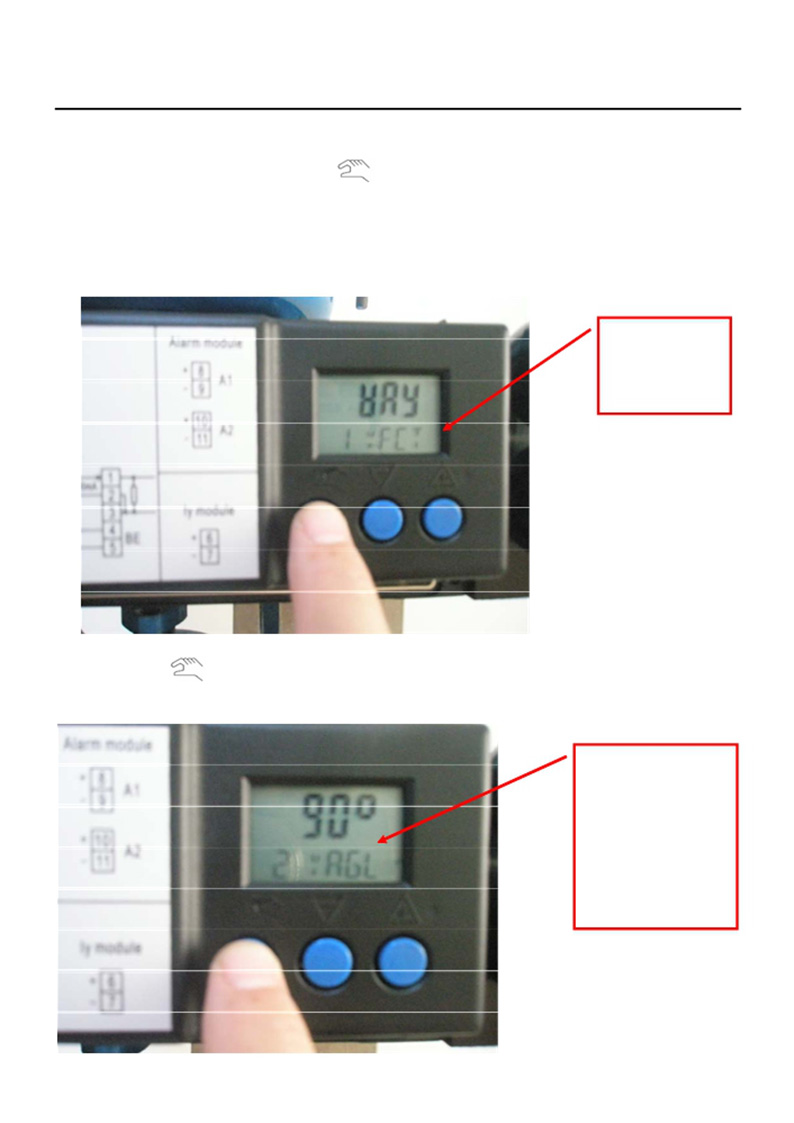 Alarm module
+ 8 A1
- 9
+ 10 A2
- 11
1
2
3
4 BE
5
Iy module
+ 6
- 7
WAY
1 FCT
Alarm module
+ 8 A1
- 9
+ 10 A2
- 11
Iy module
+ 6
- 7
90°
2 AGL